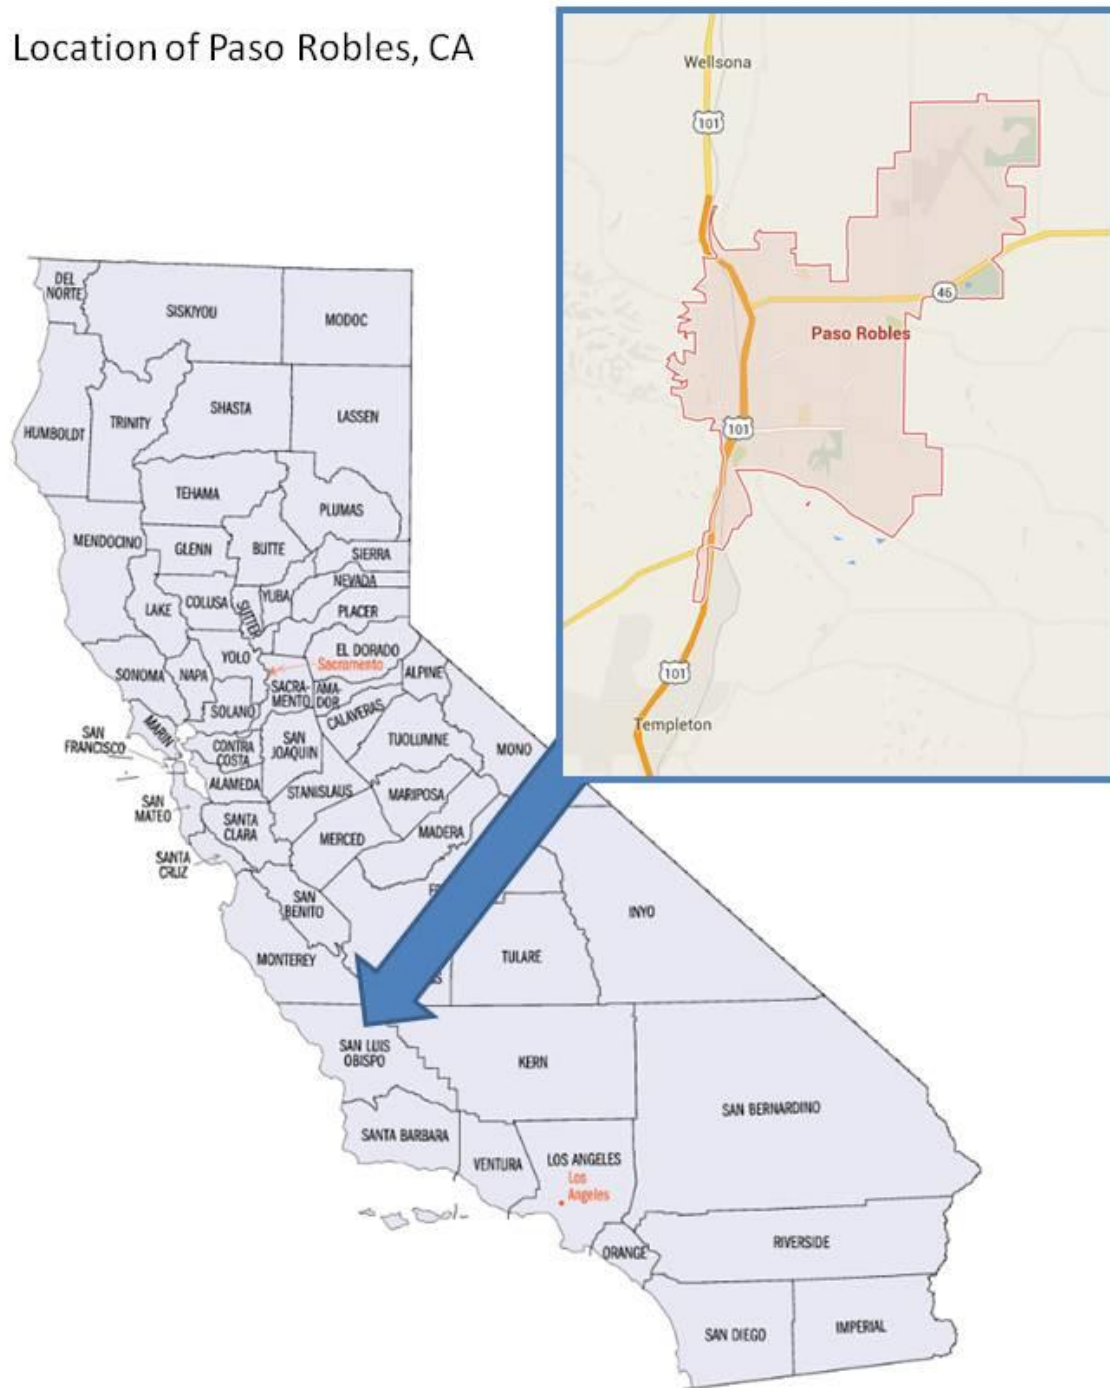 Location of Paso Robles, CA
Wellsona
101
46
Paso Robles
101
101
Templeton
DEL
NORTE
SISKIYOU
MODOC
HUMBOLDT
TRINITY
SHASTA
LASSEN
TEHAMA
PLUMAS
MENDOCINO
GLENN
BUTTE
SIERRA
NEVADA
YUBA
LAKE
COLUSA
SUTTER
PLACER
YOLO
EL DORADO
Sacramento
ALPINE
SONOMA
NAPA
SACRA-
MENTO
AMA-
DOR
SOLANO
CALAVERAS
MARIN
SAN
FRANCISCO
CONTRA
COSTA
SAN
JOAQUIN
TUOLUMNE
MONO
ALAMEDA
STANISLAUS
MARIPOSA
SAN
MATEO
SANTA
CLARA
MERCED
MADERA
SANTA
CRUZ
SAN
BENITO
INYO
MONTEREY
TULARE
SAN LUIS
OBISPO
KERN
SAN BERNARDINO
SANTA BARBARA
VENTURA
LOS ANGELES
Los
Angeles
ORANGE
RIVERSIDE
SAN DIEGO
IMPERIAL